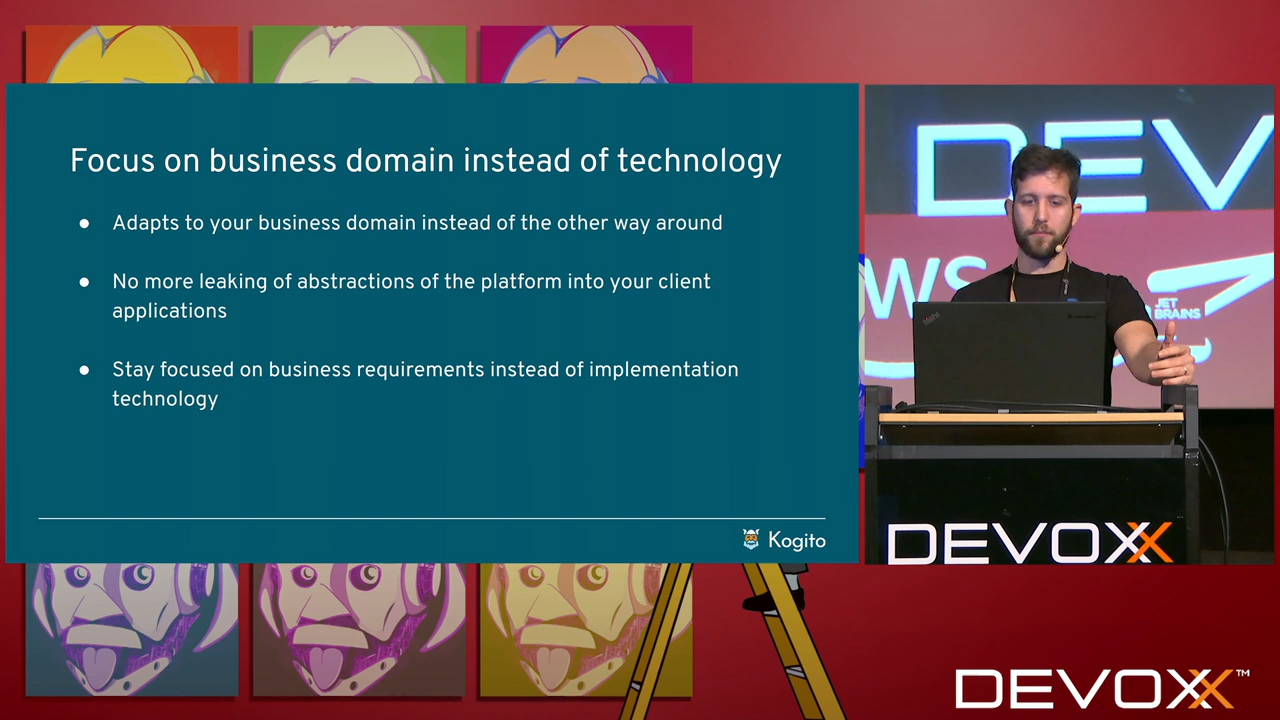 Focus on business domain instead of technology
● Adapts to your business domain instead of the other way around
● No more leaking of abstractions of the platform into your client
applications
● Stay focused on business requirements instead of implementation
technology
Kogito
DEV
WS
JET
BRAINS
DEVOXX
DEVOXX™